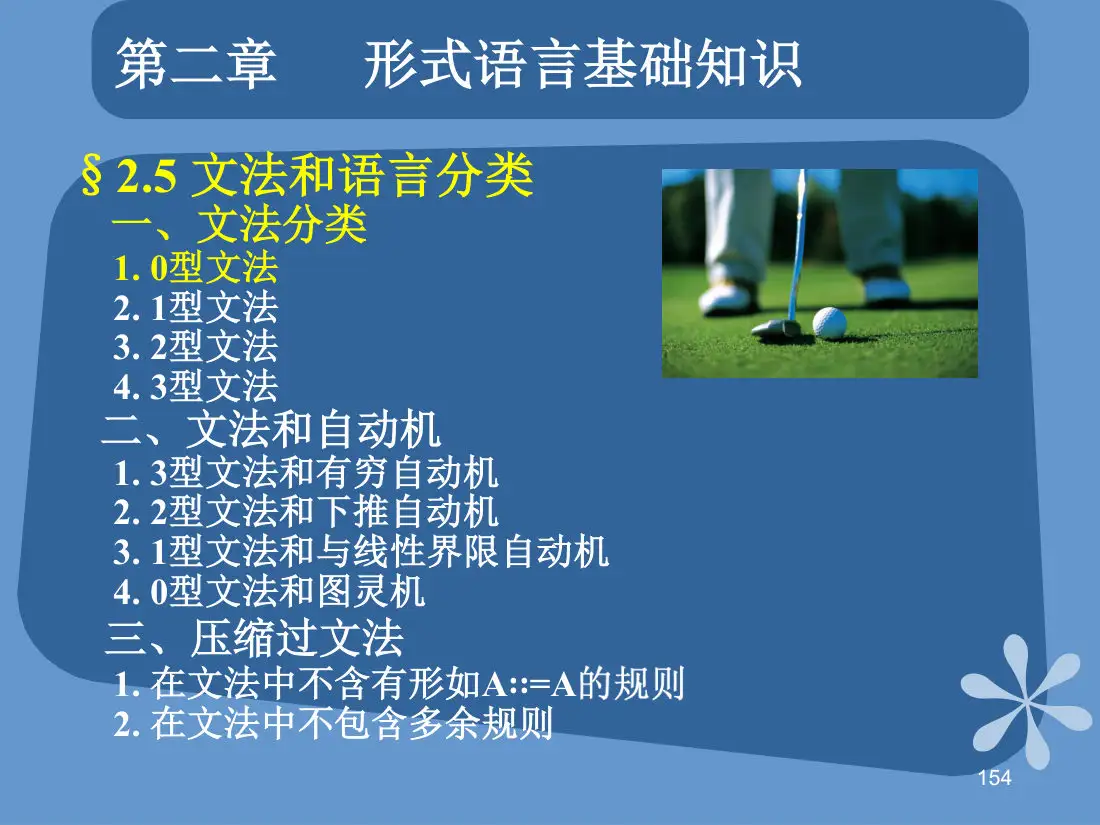 第二章 形式语言基础知识
§2.5 文法和语言分类
一、文法分类
1. 0型文法
2. 1型文法
3. 2型文法
4. 3型文法
二、文法和自动机
1. 3型文法和有穷自动机
2. 2型文法和下推自动机
3. 1型文法和与线性界限自动机
4. 0型文法和图灵机
三、压缩过文法
1. 在文法中不含有形如A::=A的规则
2. 在文法中不包含多余规则
154